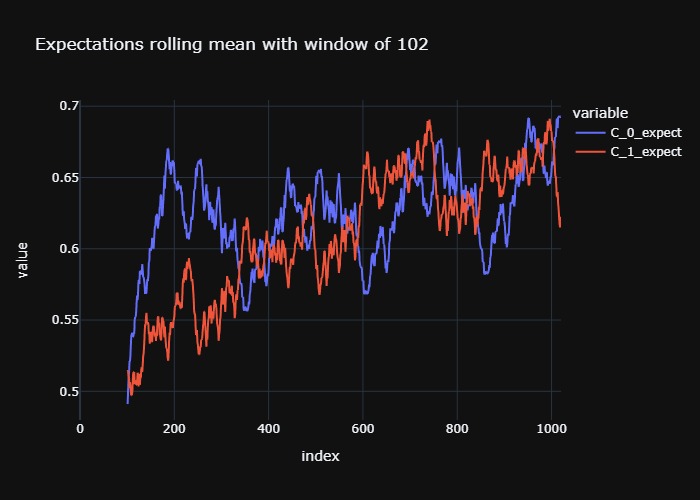 Expectations rolling mean with window of 102
variable
C_0_expect
C_1_expect
0.7
0.65
0.6
0.55
0.5
value
0 200 400 600 800 1000
index